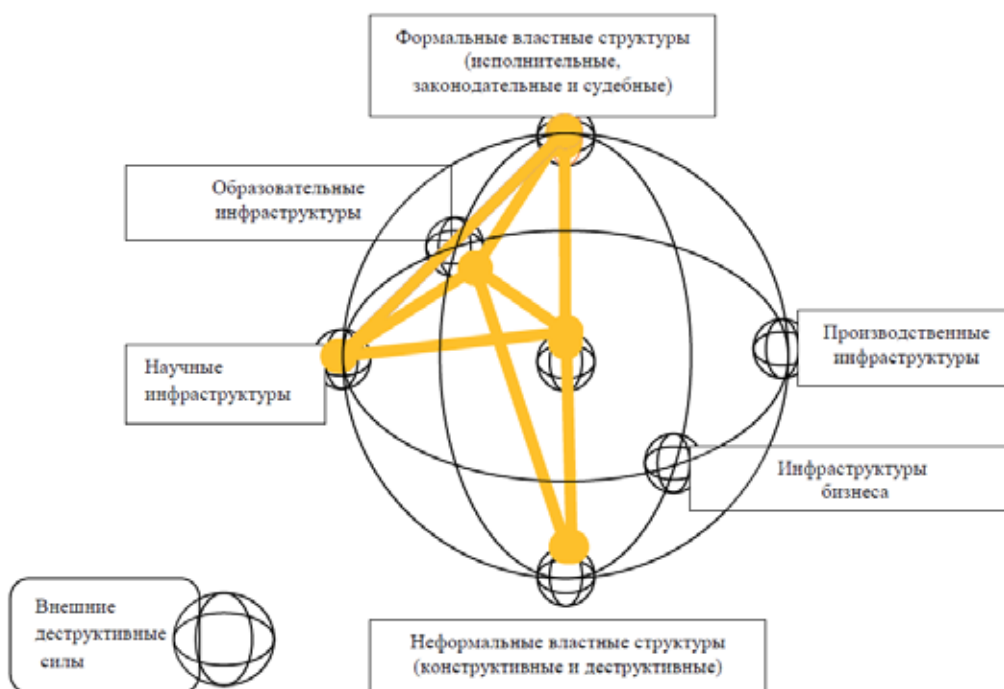 Формальные властные структуры
(исполнительные,
законодательные и судебные)
Образовательные
инфраструктуры
Научные
инфраструктуры
Производственные
инфраструктуры
Инфраструктуры
бизнеса
Внешние
деструктивные
силы
Неформальные властные структуры
(конструктивные и деструктивные)